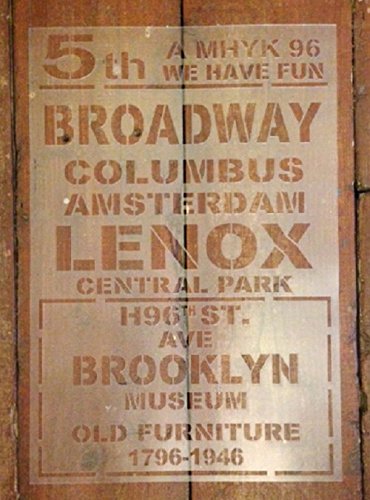 5th A MHYK 96
WE HAVE FUN
BROADWAY
COLUMBUS
AMSTERDAM
LENOX
CENTRAL PARK
H96TH ST.
AVE
BROOKLYN
MUSEUM
OLD FURNITURE
1796-1946